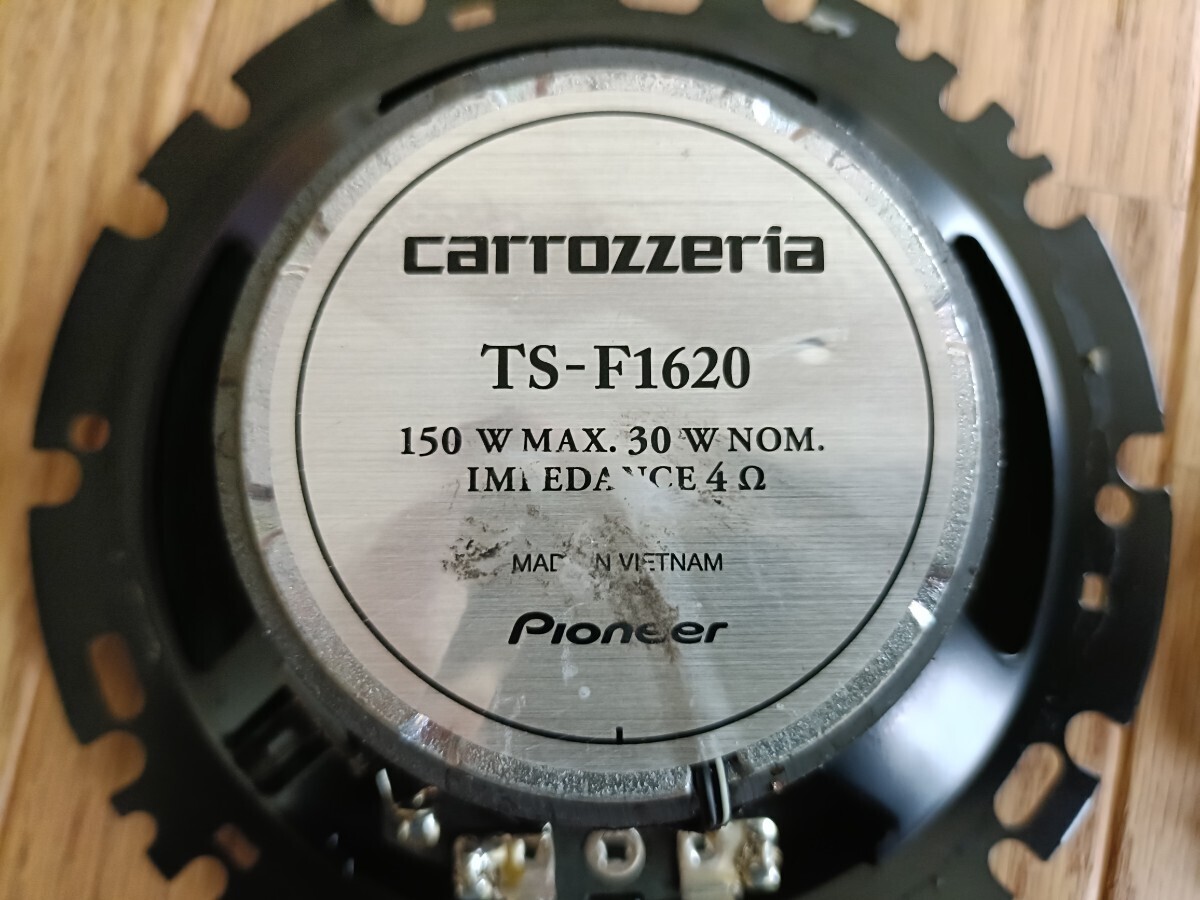 carrozzeria
TS-F1620
150 W MAX. 30 W NOM.
IMPEDANCE 4 Ω
MADE IN VIETNAM
Pioneer